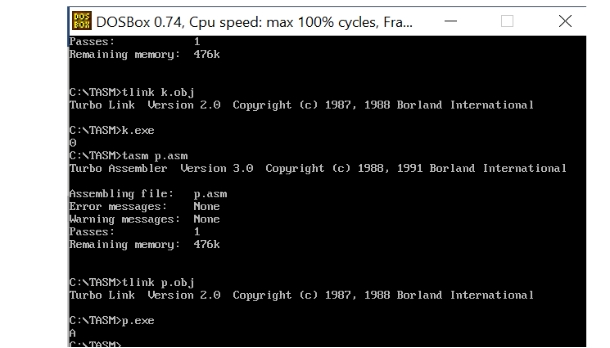 DOSBox 0.74, Cpu speed: max 100% cycles, Fra...
Passes: 1
Remaining memory: 476k
C:\TASM>tlink k.obj
Turbo Link Version 2.0 Copyright (c) 1987, 1988 Borland International
C:\TASM>k.exe
0
C:\TASM>tasm p.asm
Turbo Assembler Version 3.0 Copyright (c) 1988, 1991 Borland International
Assembling file: p.asm
Error messages: None
Warning messages: None
Passes: 1
Remaining memory: 476k
C:\TASM>tlink p.obj
Turbo Link Version 2.0 Copyright (c) 1987, 1988 Borland International
C:\TASM>p.exe
A
C:\TASM>